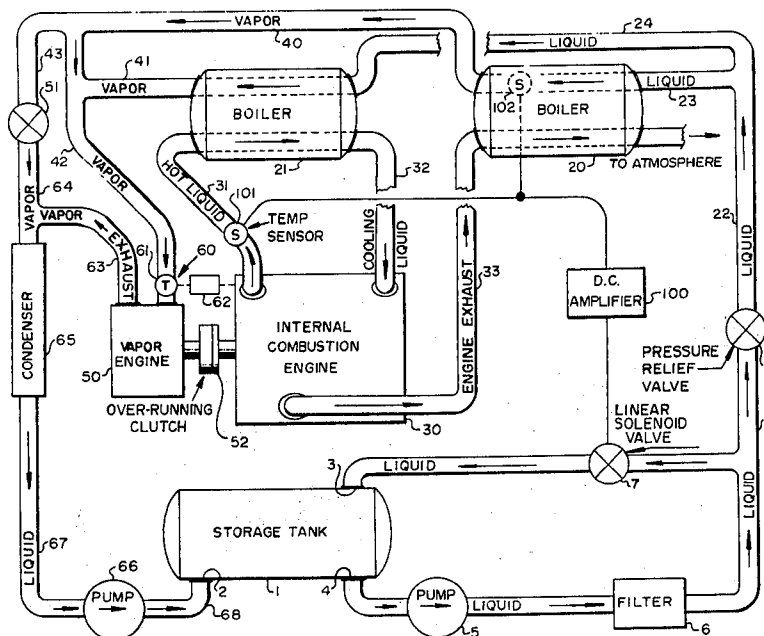 VAPOR
40
24
LIQUID
43
41
VAPOR
LIQUID
23
51
BOILER
S
102
BOILER
21
20
TO ATMOSPHERE
42
VAPOR
HOT LIQUID
31
101
32
64
VAPOR
VAPOR
S
TEMP
SENSOR
COOLING
LIQUID
22
LIQUID
EXHAUST
63
61
60
T
62
33
ENGINE EXHAUST
D.C.
AMPLIFIER
100
CONDENSER
65
VAPOR
ENGINE
50
INTERNAL
COMBUSTION
ENGINE
PRESSURE
RELIEF
VALVE
OVER-RUNNING
CLUTCH
52
30
LINEAR
SOLENOID
VALVE
3
LIQUID
LIQUID
7
LIQUID
STORAGE TANK
67
LIQUID
66
PUMP
2
68
1
4
PUMP
5
LIQUID
FILTER
6